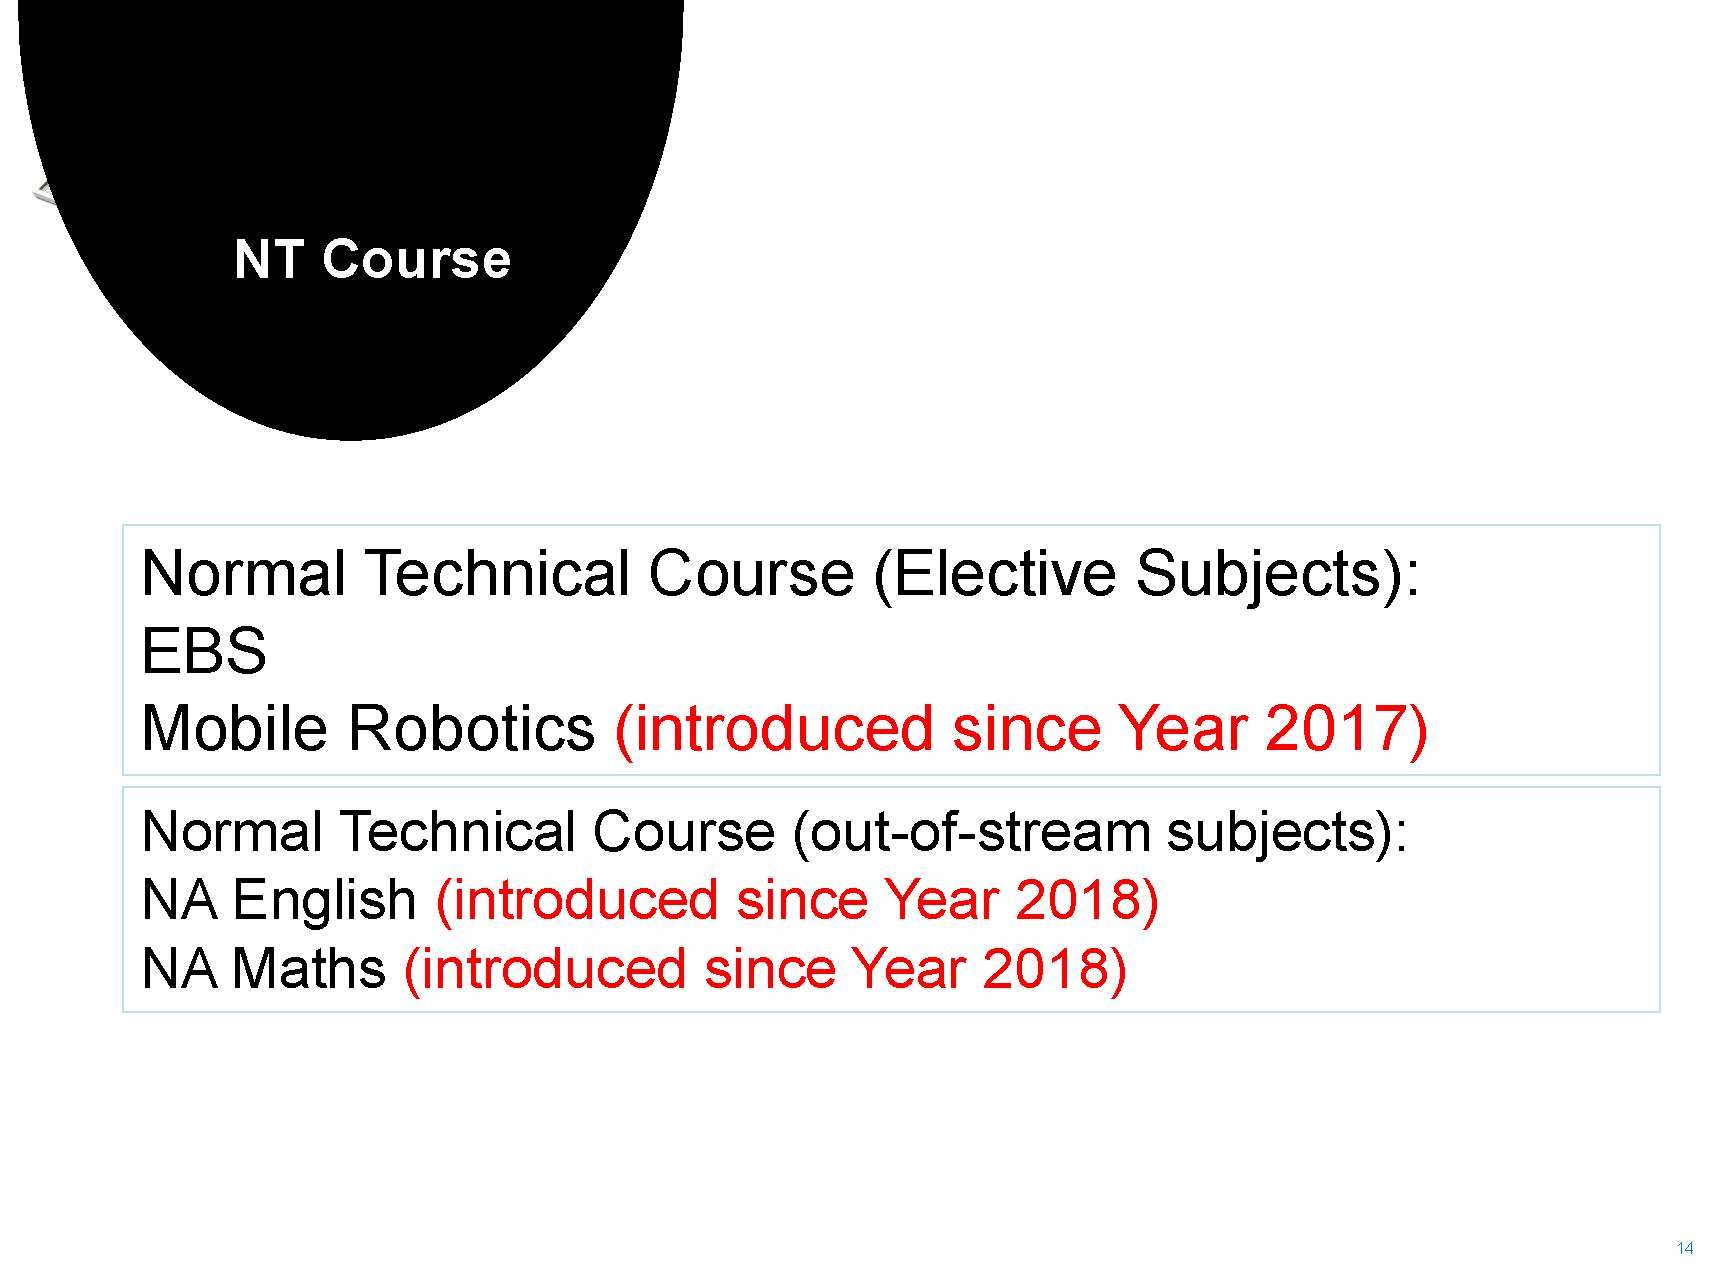 NT Course
Normal Technical Course (Elective Subjects):
EBS
Mobile Robotics (introduced since Year 2017)
Normal Technical Course (out-of-stream subjects):
NA English (introduced since Year 2018)
NA Maths (introduced since Year 2018)
14